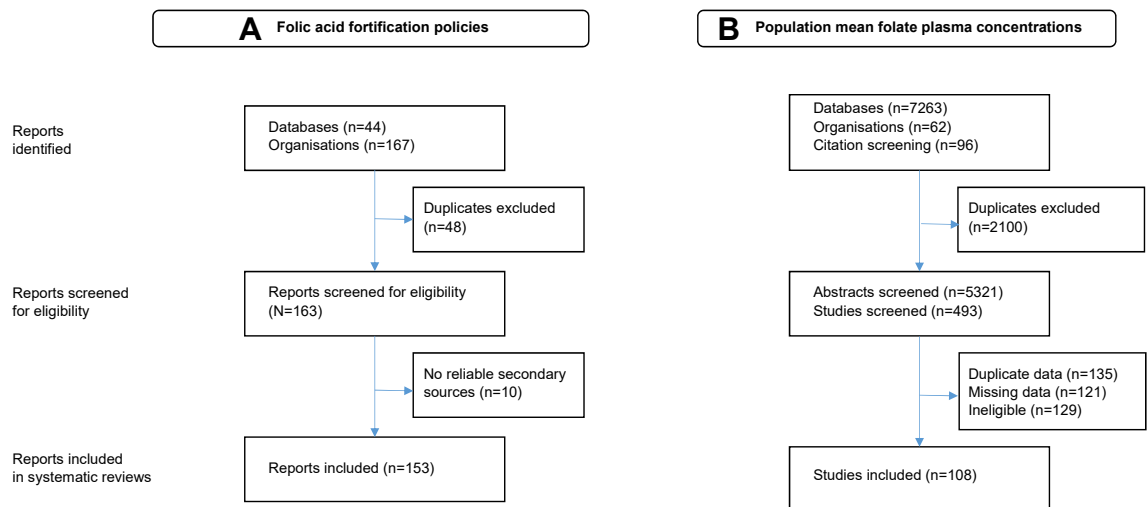 A Folic acid fortification policies
B Population mean folate plasma concentrations
Reports
identified
Databases (n=44)
Organisations (n=167)
Databases (n=7263)
Organisations (n=62)
Citation screening (n=96)
Duplicates excluded
(n=48)
Duplicates excluded
(n=2100)
Reports screened
for eligibility
Reports screened for eligibility
(N=163)
Abstracts screened (n=5321)
Studies screened (n=493)
No reliable secondary
sources (n=10)
Duplicate data (n=135)
Missing data (n=121)
Ineligible (n=129)
Reports included
in systematic reviews
Reports included (n=153)
Studies included (n=108)